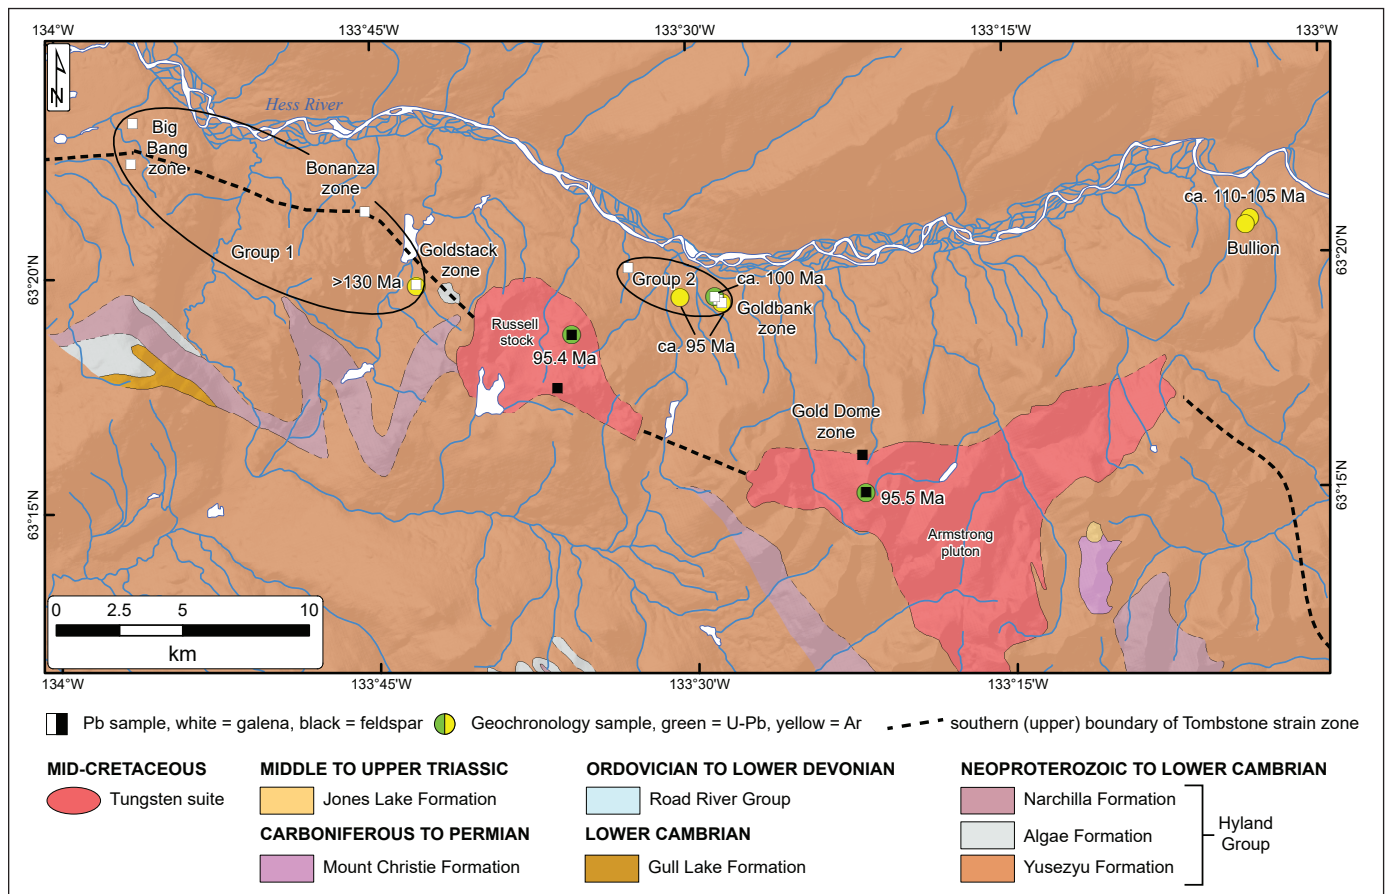 134°W
133°45'W
133°30'W
133°15'W
133°W
N
Hess River
Big
Bang
zone
Bonanza
zone
ca. 110-105 Ma
Bullion
Group 1
Goldstack
zone
>130 Ma
Group 2
ca. 100 Ma
Goldbank
zone
ca. 95 Ma
63°20'N
63°20'N
Russell
stock
95.4 Ma
Gold Dome
zone
95.5 Ma
Armstrong
pluton
63°15'N
63°15'N
0 2.5 5 10
km
134°W
133°45'W
133°30'W
133°15'W
Pb sample, white = galena, black = feldspar
Geochronology sample, green = U-Pb, yellow = Ar
southern (upper) boundary of Tombstone strain zone
MID-CRETACEOUS
Tungsten suite
MIDDLE TO UPPER TRIASSIC
Jones Lake Formation
CARBONIFEROUS TO PERMIAN
Mount Christie Formation
ORDOVICIAN TO LOWER DEVONIAN
Road River Group
LOWER CAMBRIAN
Gull Lake Formation
NEOPROTEROZOIC TO LOWER CAMBRIAN
Narchilla Formation
Algae Formation
Yusezyu Formation
Hyland
Group